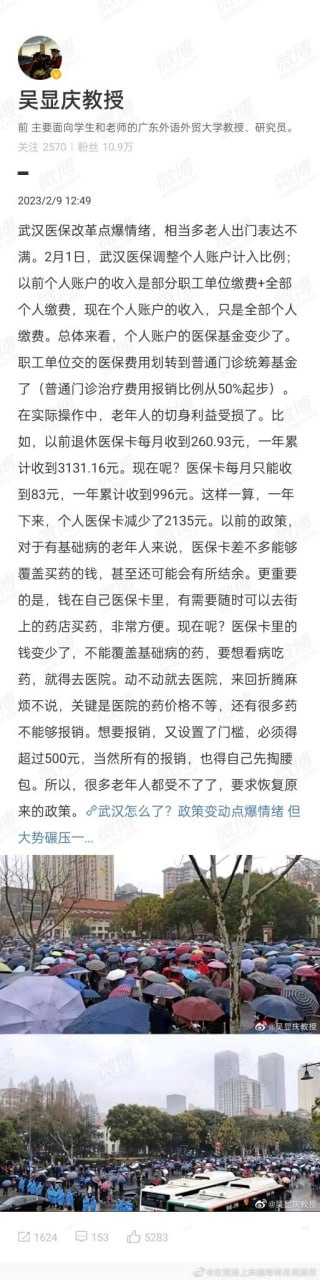 吴显庆教授
前 主要面向学生和老师的广东外语外贸大学教授、研究员。
关注 2570 | 粉丝 10.9万
2023/2/9 12:49
武汉医保改革点爆情绪，相当多老人出门表达不
满。2月1日，武汉医保调整个人账户计入比例；
以前个人账户的收入是部分职工单位缴费+全部
个人缴费，现在个人账户的收入，只是全部个人
缴费。总体来看，个人账户的医保基金变少了。
职工单位交的医保费用划转到普通门诊统筹基金
了（普通门诊治疗费用报销比例从50%起步）。
在实际操作中，老年人的切身利益受损了。比
如，以前退休医保卡每月收到260.93元，一年累
计收到3131.16元。现在呢？医保卡每月只能收
到83元，一年累计收到996元。这样一算，一年
下来，个人医保卡减少了2135元。以前的政策，
对于有基础病的老年人来说，医保卡差不多能够
覆盖买药的钱，甚至还可能会有所结余。更重要
的是，钱在自己医保卡里，有需要随时可以去街
上的药店买药，非常方便。现在呢？医保卡里的
钱变少了，不能覆盖基础病的药，要想看病吃
药，就得去医院。动不动就去医院，来回折腾麻
烦不说，关键是医院的药价格不等，还有很多药
不能够报销。想要报销，又设置了门槛，必须得
超过500元，当然所有的报销，也得自己先掏腰
包。所以，很多老年人都受不了了，要求恢复原
来的政策。武汉怎么了？政策变动点爆情绪 但
大势碾压一...
@吴显庆教授
@吴显庆教授
1624
153
5283